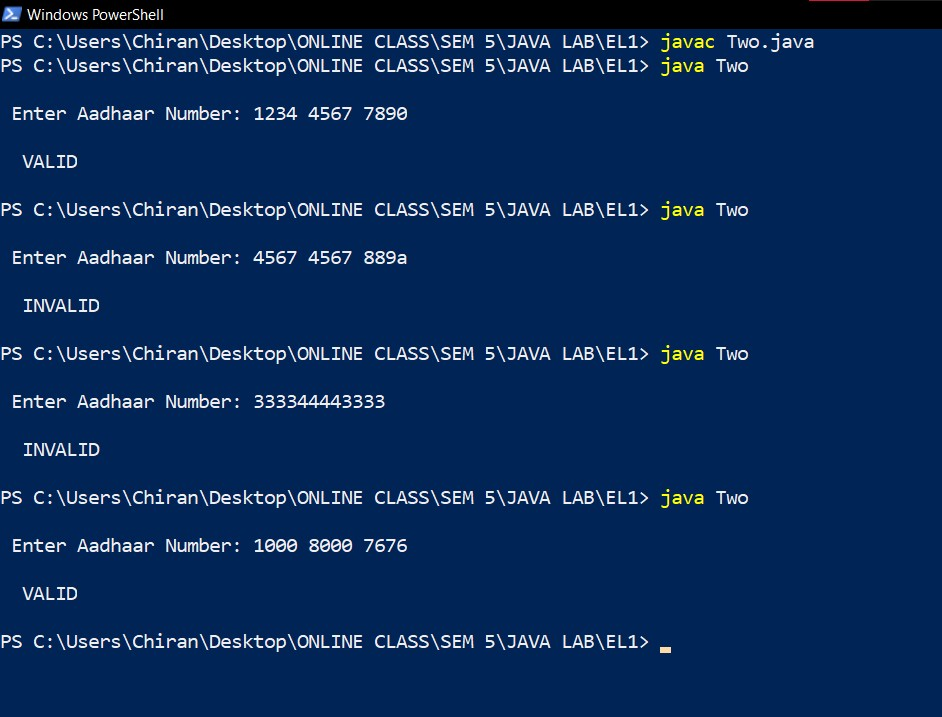 Windows PowerShell
PS C:\Users\Chiran\Desktop\ONLINE CLASS\SEM 5\JAVA LAB\EL1> javac Two.java
PS C:\Users\Chiran\Desktop\ONLINE CLASS\SEM 5\JAVA LAB\EL1> java Two
Enter Aadhaar Number: 1234 4567 7890
VALID
PS C:\Users\Chiran\Desktop\ONLINE CLASS\SEM 5\JAVA LAB\EL1> java Two
Enter Aadhaar Number: 4567 4567 889a
INVALID
PS C:\Users\Chiran\Desktop\ONLINE CLASS\SEM 5\JAVA LAB\EL1> java Two
Enter Aadhaar Number: 333344443333
INVALID
PS C:\Users\Chiran\Desktop\ONLINE CLASS\SEM 5\JAVA LAB\EL1> java Two
Enter Aadhaar Number: 1000 8000 7676
VALID
PS C:\Users\Chiran\Desktop\ONLINE CLASS\SEM 5\JAVA LAB\EL1>